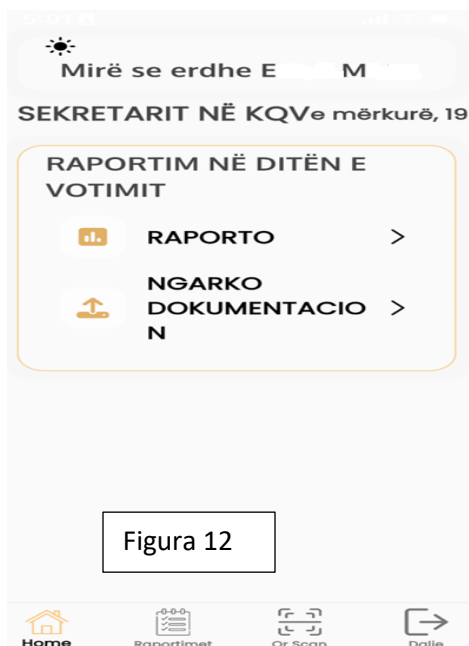 Mirë se erdhe E M
SEKRETARIT NË KQV e mërkurë, 19
RAPORTIM NË DITËN E
VOTIMIT
RAPORTO >
NGARKO
DOKUMENTACIO >
N
Figura 12
Home Raportimet Qr Scan Dalje